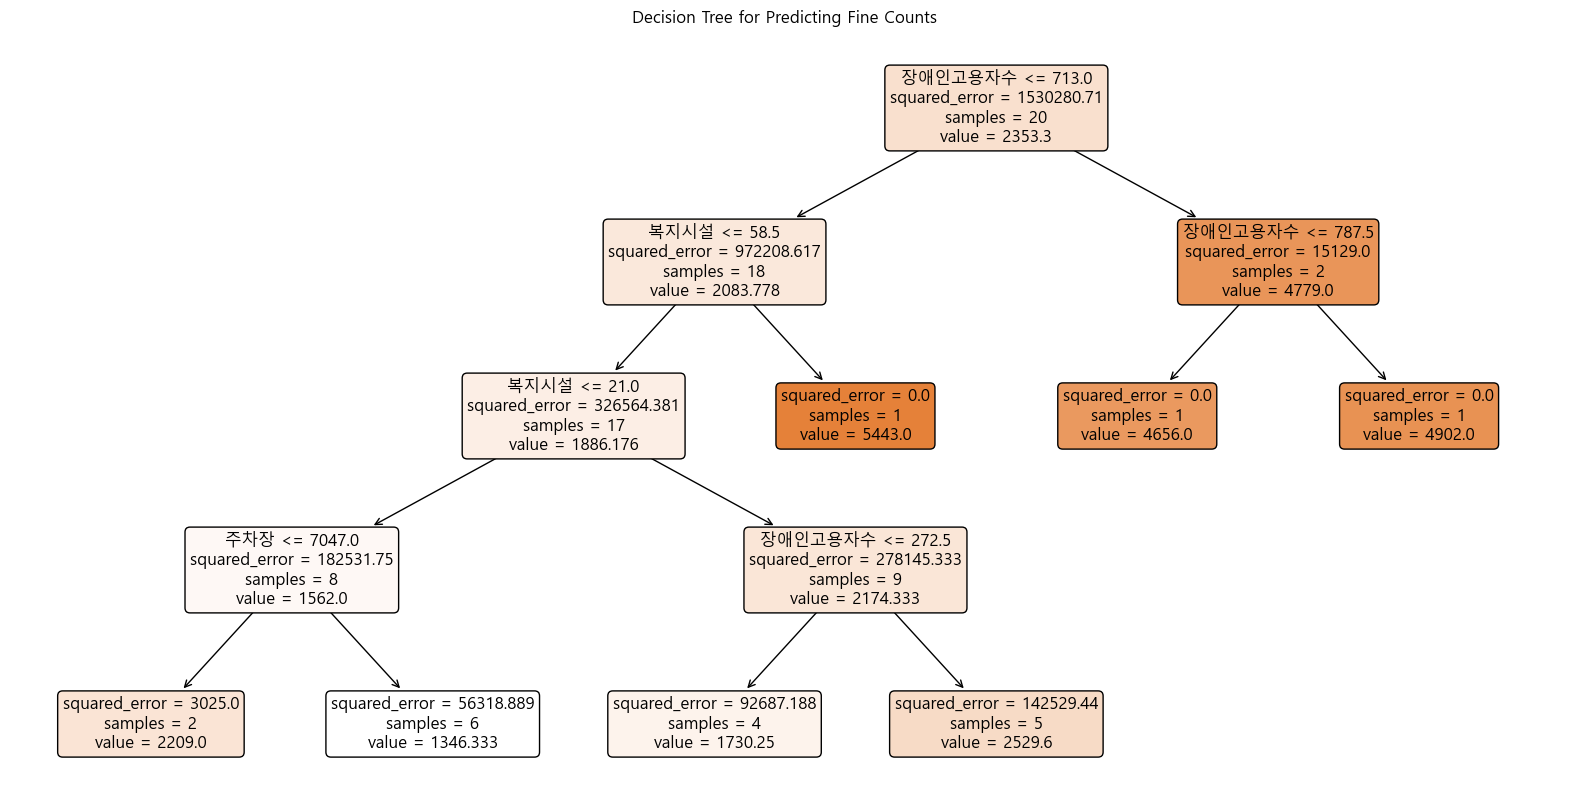 Decision Tree for Predicting Fine Counts
장애인고용자수 <= 713.0
squared_error = 1530280.71
samples = 20
value = 2353.3
복지시설 <= 58.5
squared_error = 972208.617
samples = 18
value = 2083.778
장애인고용자수 <= 787.5
squared_error = 15129.0
samples = 2
value = 4779.0
복지시설 <= 21.0
squared_error = 326564.381
samples = 17
value = 1886.176
squared_error = 0.0
samples = 1
value = 5443.0
squared_error = 0.0
samples = 1
value = 4656.0
squared_error = 0.0
samples = 1
value = 4902.0
주차장 <= 7047.0
squared_error = 182531.75
samples = 8
value = 1562.0
장애인고용자수 <= 272.5
squared_error = 278145.333
samples = 9
value = 2174.333
squared_error = 3025.0
samples = 2
value = 2209.0
squared_error = 56318.889
samples = 6
value = 1346.333
squared_error = 92687.188
samples = 4
value = 1730.25
squared_error = 142529.44
samples = 5
value = 2529.6